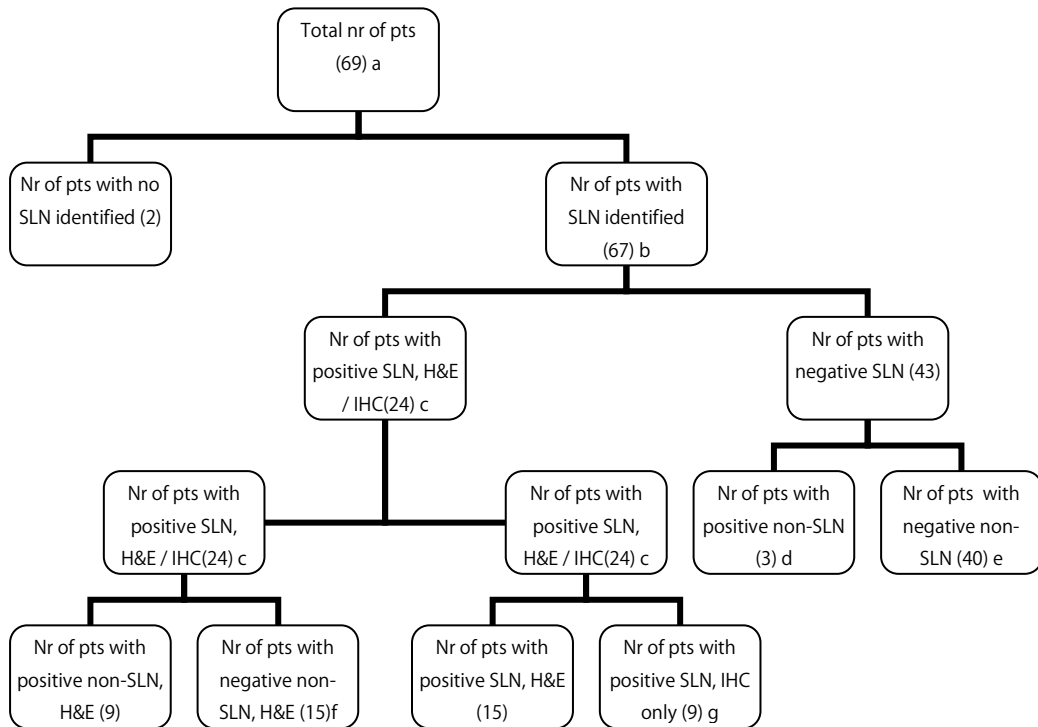 Total nr of pts
(69) a
Nr of pts with no
SLN identified (2)
Nr of pts with
SLN identified
(67) b
Nr of pts with
positive SLN, H&E
/ IHC(24) c
Nr of pts with
negative SLN (43)
Nr of pts with
positive SLN,
H&E / IHC(24) c
Nr of pts with
positive SLN,
H&E / IHC(24) c
Nr of pts with
positive non-SLN
(3) d
Nr of pts with
negative non-
SLN (40) e
Nr of pts with
positive non-SLN,
H&E (9)
Nr of pts with
negative non-
SLN, H&E (15)f
Nr of pts with
positive SLN, H&E
(15)
Nr of pts with
positive SLN, IHC
only (9) g